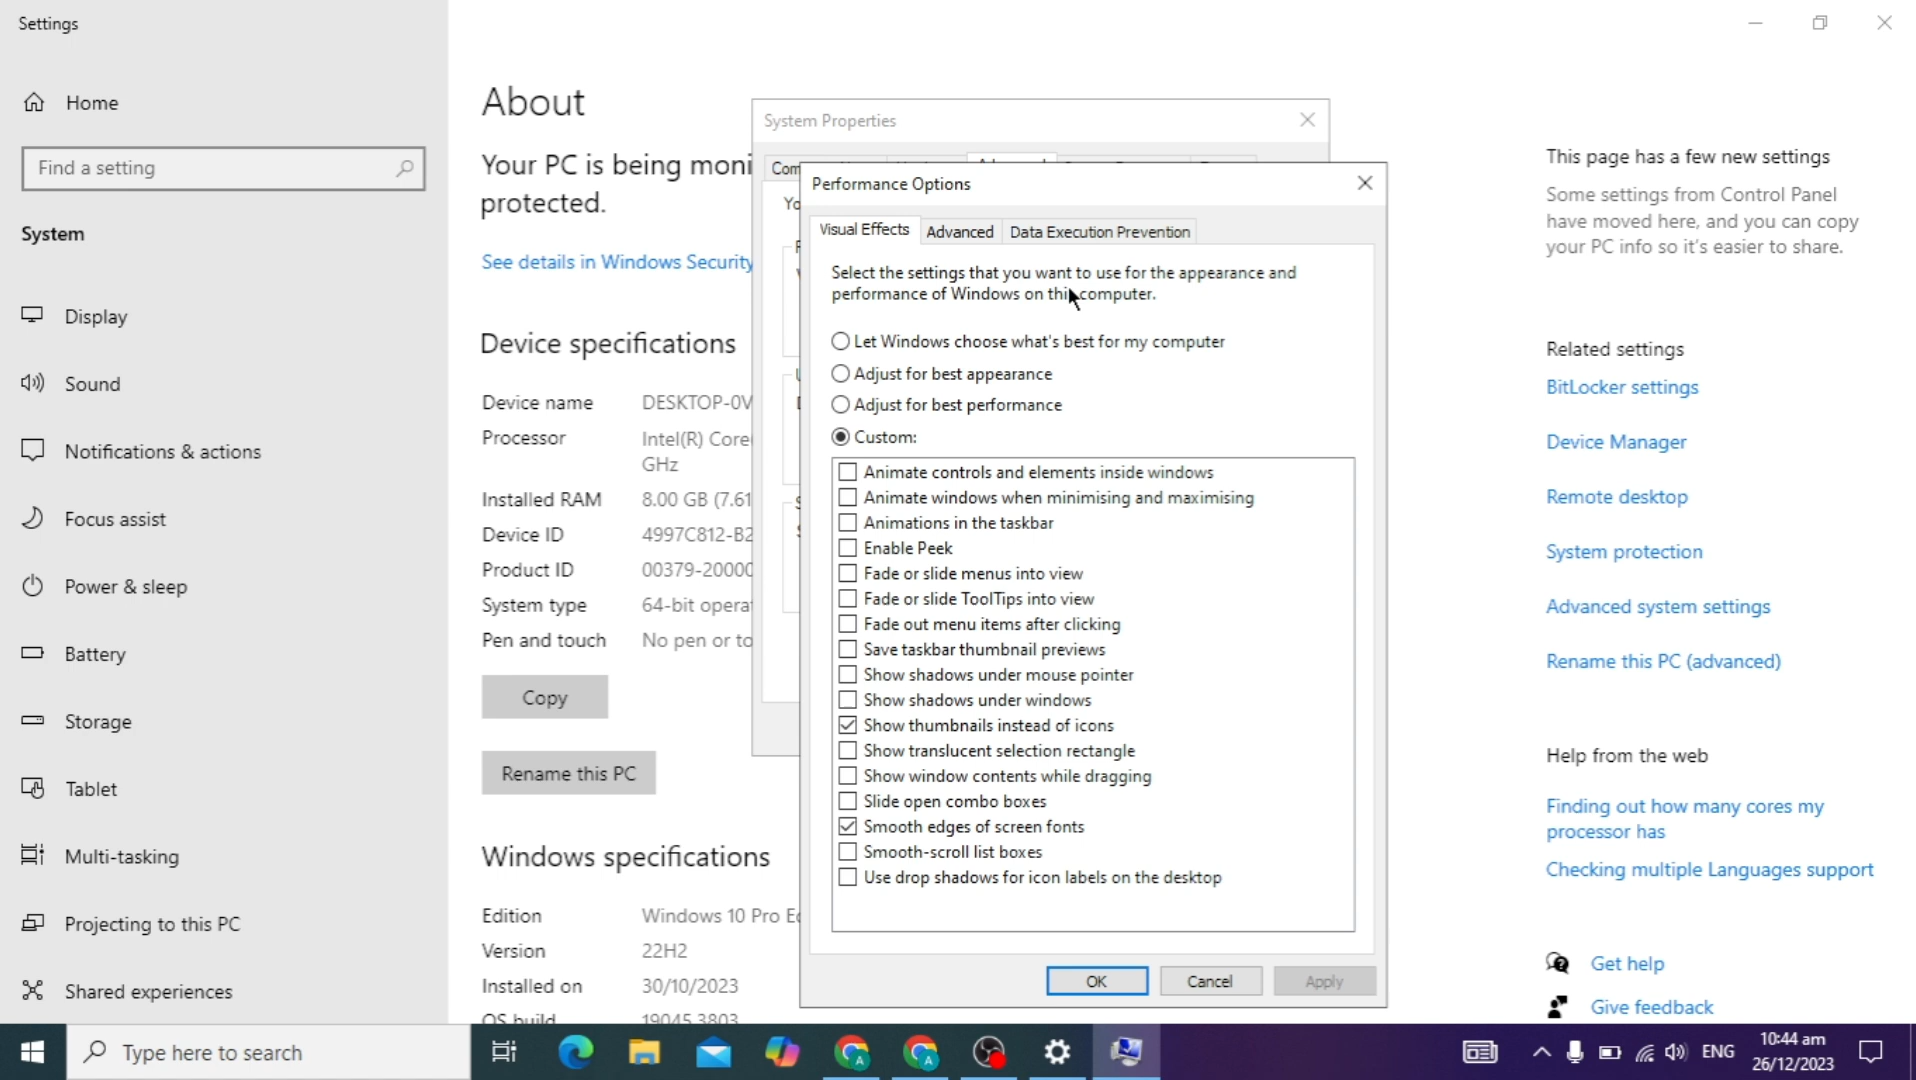 Settings
Home
Find a setting
System
Display
Sound
Notifications & actions
Focus assist
Power & sleep
Battery
Storage
Tablet
Multi-tasking
Projecting to this PC
Shared experiences
About
Your PC is being moni
protected.
See details in Windows Security
Device specifications
Device name DESKTOP-0V
Processor Intel(R) Core
GHz
Installed RAM 8.00 GB (7.61
Device ID 4997C812-B2
Product ID 00379-20000
System type 64-bit opera
Pen and touch No pen or to
Copy
Rename this PC
Windows specifications
Edition Windows 10 Pro Ed
Version 22H2
Installed on 30/10/2023
OS build 19045.3803
System Properties
Com
Advanced
Yo
Performance Options
Visual Effects Advanced Data Execution Prevention
Select the settings that you want to use for the appearance and
performance of Windows on this computer.
Let Windows choose what's best for my computer
Adjust for best appearance
Adjust for best performance
Custom:
Animate controls and elements inside windows
Animate windows when minimising and maximising
Animations in the taskbar
Enable Peek
Fade or slide menus into view
Fade or slide ToolTips into view
Fade out menu items after clicking
Save taskbar thumbnail previews
Show shadows under mouse pointer
Show shadows under windows
Show thumbnails instead of icons
Show translucent selection rectangle
Show window contents while dragging
Slide open combo boxes
Smooth edges of screen fonts
Smooth-scroll list boxes
Use drop shadows for icon labels on the desktop
OK Cancel Apply
This page has a few new settings
Some settings from Control Panel
have moved here, and you can copy
your PC info so it's easier to share.
Related settings
BitLocker settings
Device Manager
Remote desktop
System protection
Advanced system settings
Rename this PC (advanced)
Help from the web
Finding out how many cores my
processor has
Checking multiple Languages support
Get help
Give feedback
Type here to search
ENG
10:44 am
26/12/2023